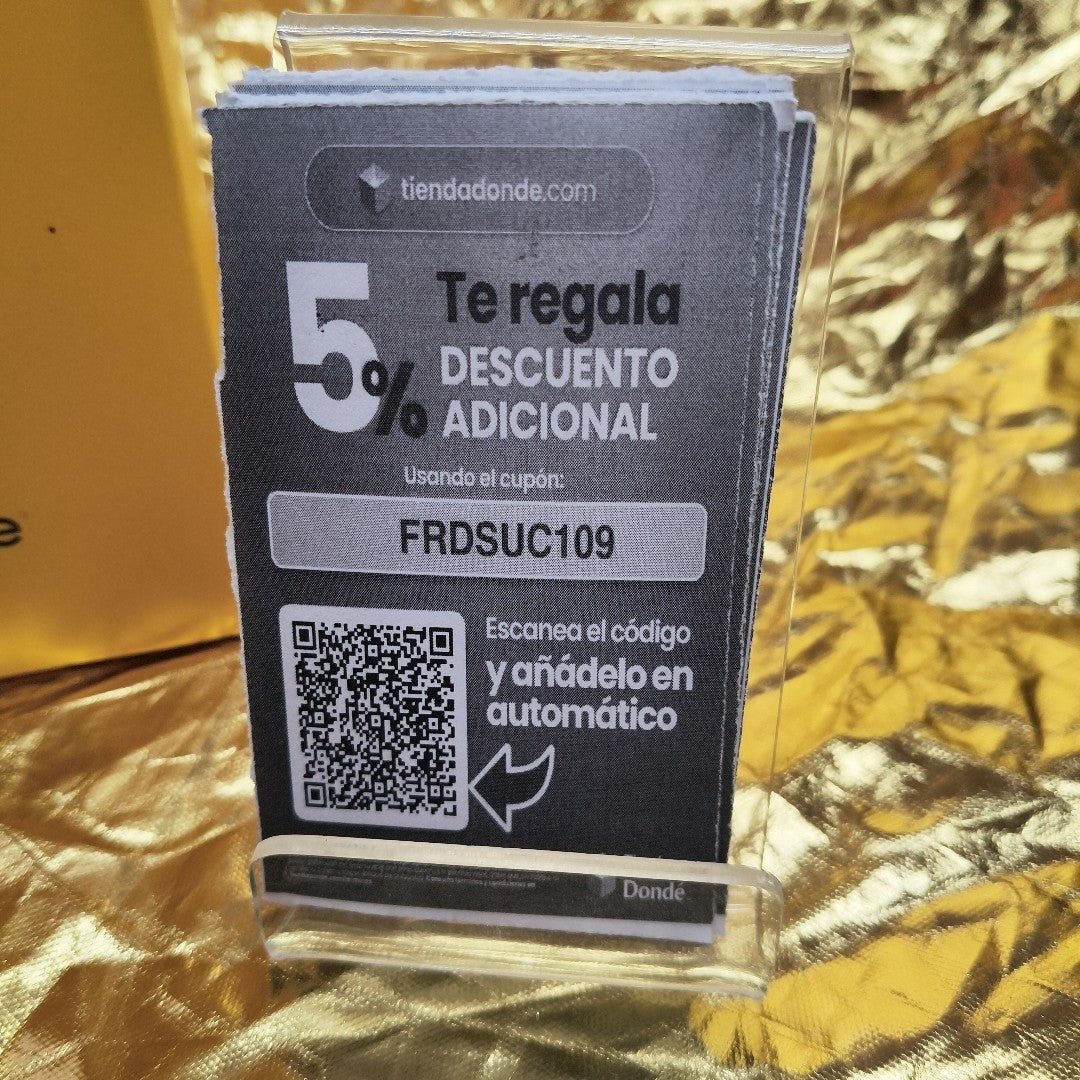 tiendadonde.com
5%
Te regala
DESCUENTO
ADICIONAL
Usando el cupón:
FRDSUC109
Escanea el código
y añádelo en
automático
Dondé
e